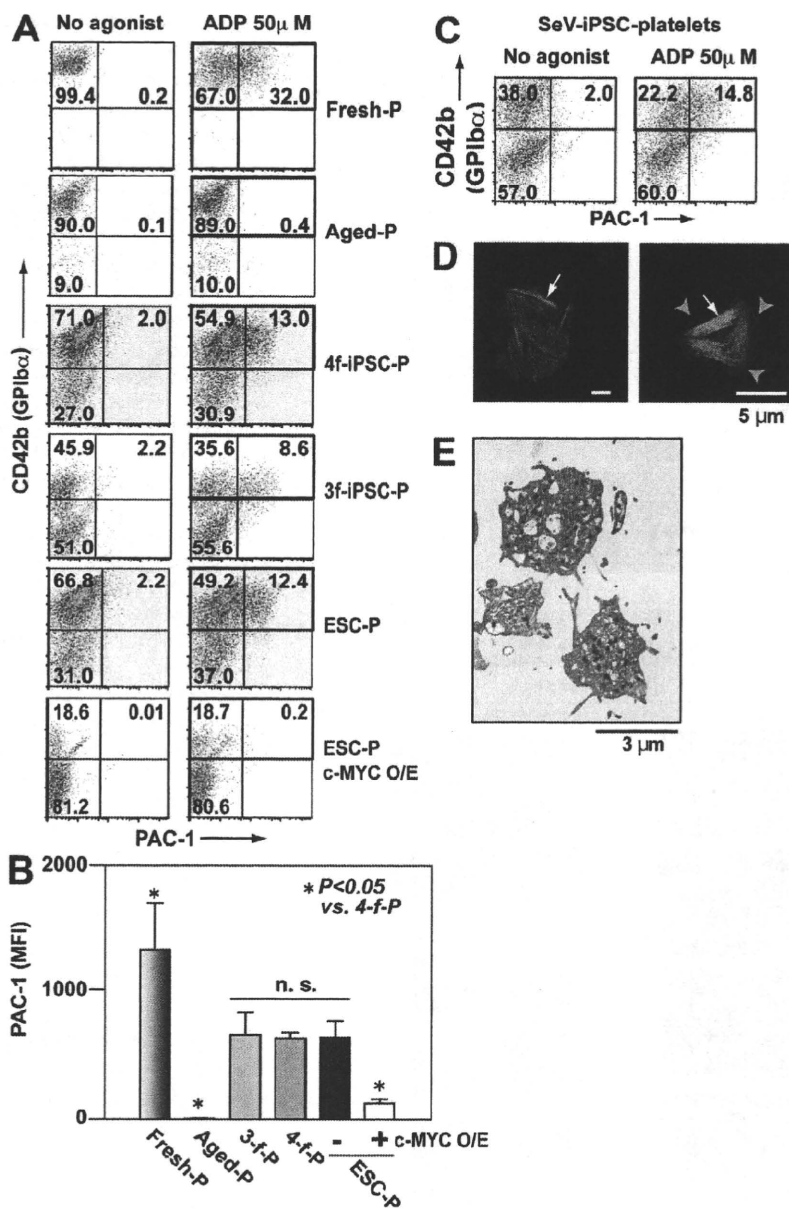 A
No agonist
ADP 50μ M
99.4
0.2
67.0
32.0
Fresh-P
90.0
0.1
9.0
89.0
0.4
10.0
Aged-P
71.0
2.0
27.0
54.9
13.0
30.9
4f-iPSC-P
45.9
2.2
51.0
35.6
8.6
55.6
3f-iPSC-P
66.8
2.2
31.0
49.2
12.4
37.0
ESC-P
18.6
0.01
81.2
18.7
0.2
80.6
ESC-P
c-MYC O/E
CD42b (GPIbα)
PAC-1
B
PAC-1 (MFI)
2000
1000
0
* P<0.05
vs. 4-f-P
*
*
n. s.
*
Fresh-P
Aged-P
3-f-P
4-f-P
- + c-MYC O/E
ESC-P
C
SeV-iPSC-platelets
No agonist
ADP 50μ M
38.0
2.0
57.0
22.2
14.8
60.0
CD42b
(GPIbα)
PAC-1
D
5 μm
E
3 μm